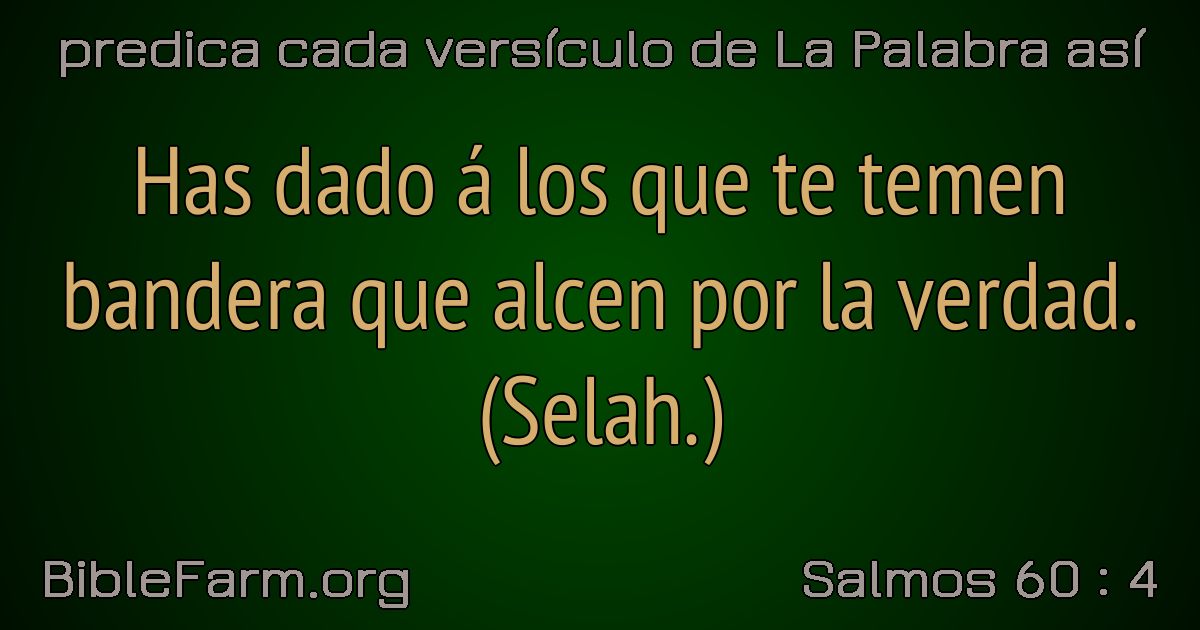 predica cada versículo de La Palabra así
Has dado á los que te temen
bandera que alcen por la verdad.
(Selah.)
BibleFarm.org
Salmos 60 : 4